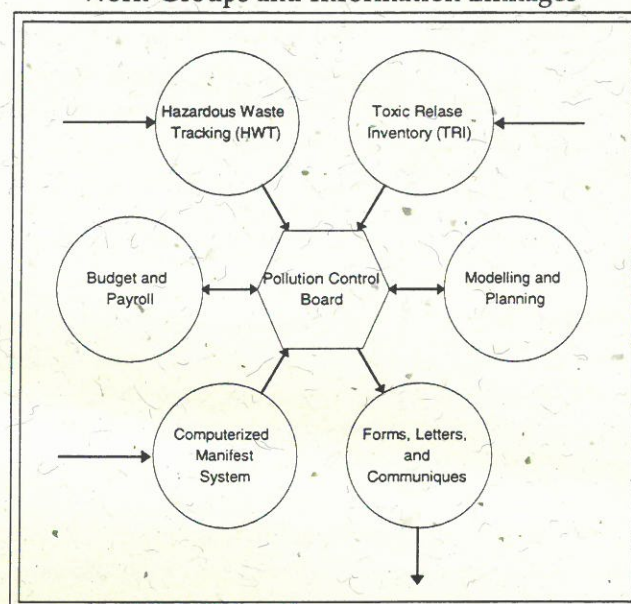 Work Groups and Information Linkages
Hazardous Waste
Tracking (HWT)
Toxic Relase
Inventory (TRI)
Budget and
Payroll
Pollution Control
Board
Modelling and
Planning
Computerized
Manifest
System
Forms, Letters,
and
Communiques